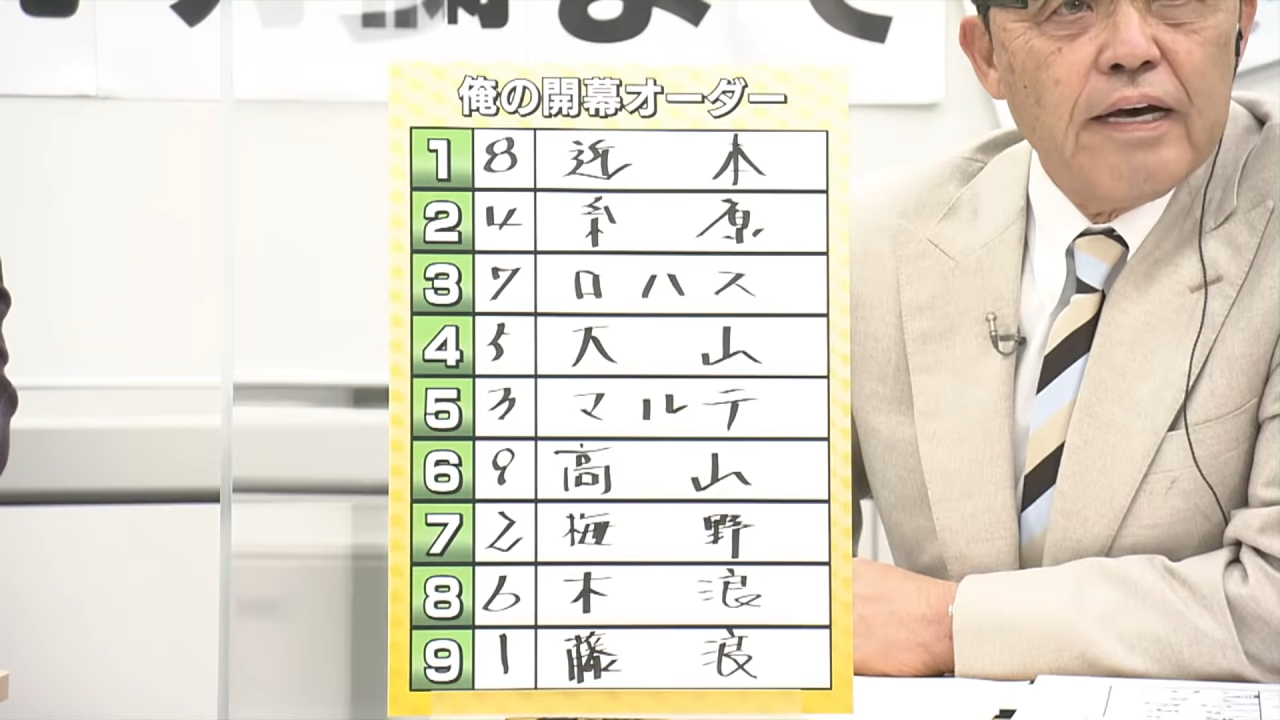 まで
俺の開幕オーダー
1 8 近本
2 4 糸原
3 7 ロハス
4 5 大山
5 3 マルテ
6 9 高山
7 2 梅野
8 6 木浪
9 1 藤浪